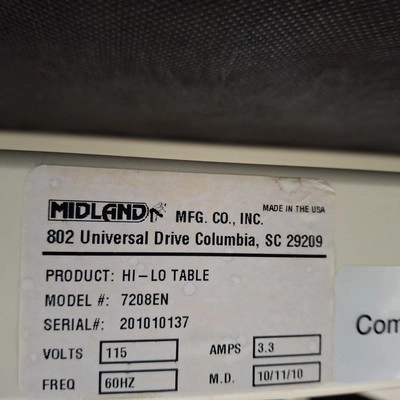 MIDLAND MFG. CO., INC. MADE IN THE USA
802 Universal Drive Columbia, SC 29209
PRODUCT: HI-LO TABLE
MODEL #: 7208EN
SERIAL#: 201010137
VOLTS 115 AMPS 3.3
FREQ 60HZ M.D. 10/11/10
Com